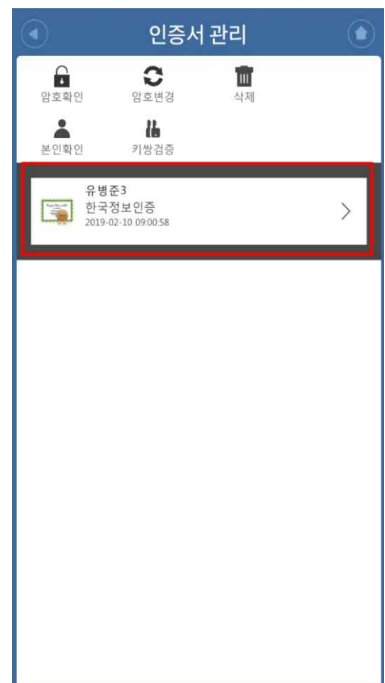 인증서 관리
암호확인 암호변경 삭제
본인확인 키쌍검증
유병준3
한국정보인증
2019-02-10 09:00:58